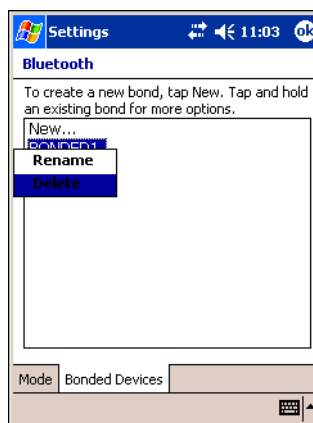 Settings 11:03 ok
Bluetooth
To create a new bond, tap New. Tap and hold
an existing bond for more options.
New...
BONDED1
Rename
Delete
Mode Bonded Devices